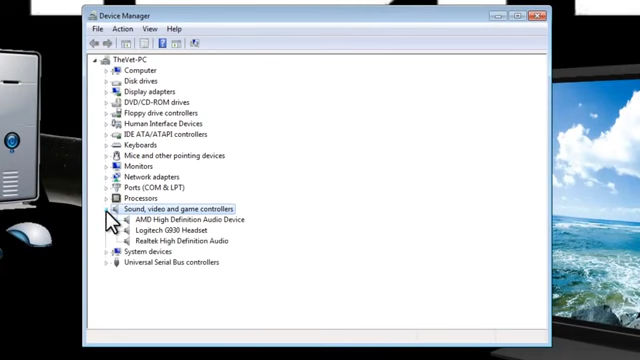 Device Manager
File Action View Help
TheVet-PC
Computer
Disk drives
Display adapters
DVD/CD-ROM drives
Floppy drive controllers
Human Interface Devices
IDE ATA/ATAPI controllers
Keyboards
Mice and other pointing devices
Monitors
Network adapters
Ports (COM & LPT)
Processors
Sound, video and game controllers
AMD High Definition Audio Device
Logitech G930 Headset
Realtek High Definition Audio
System devices
Universal Serial Bus controllers